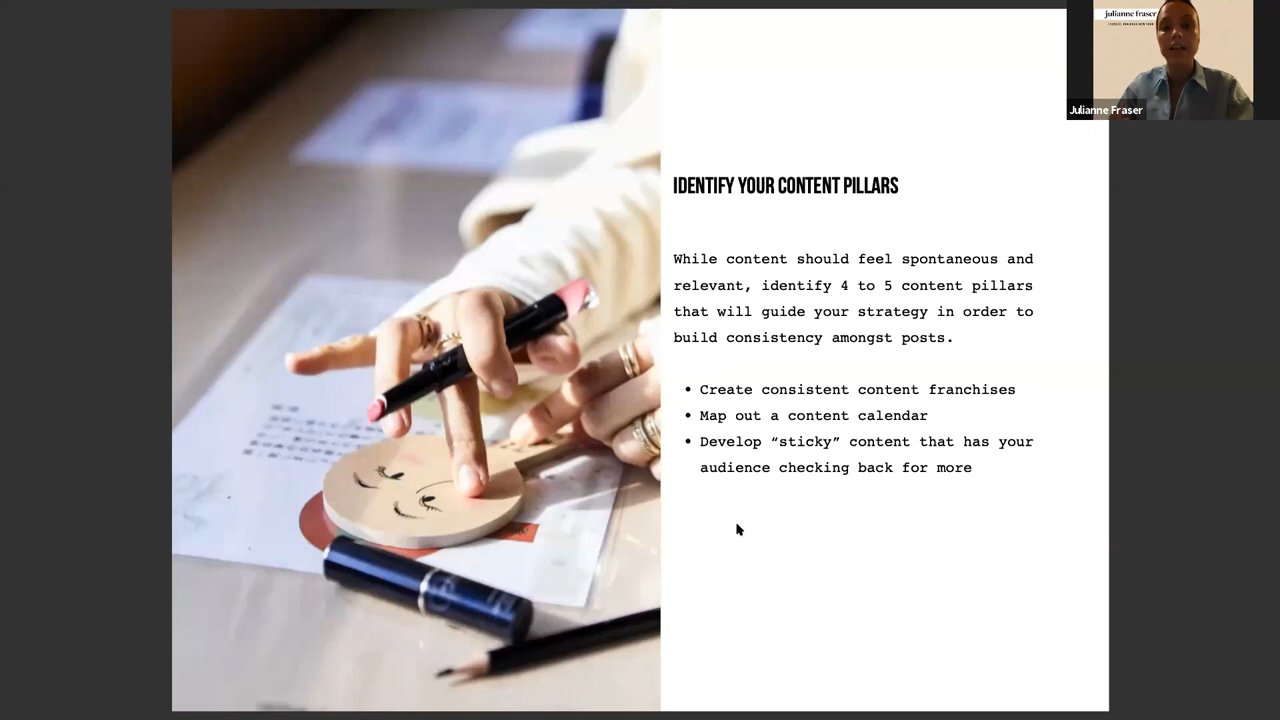 julianne fraser
Julianne Fraser
IDENTIFY YOUR CONTENT PILLARS
While content should feel spontaneous and
relevant, identify 4 to 5 content pillars
that will guide your strategy in order to
build consistency amongst posts.
• Create consistent content franchises
• Map out a content calendar
• Develop “sticky” content that has your
audience checking back for more